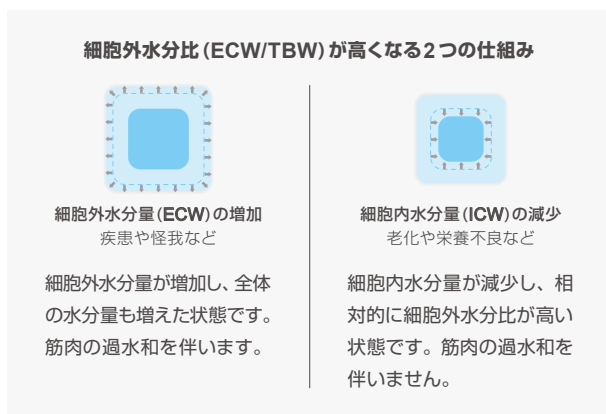 細胞外水分比(ECW/TBW)が高くなる2つの仕組み
細胞外水分量(ECW)の増加
疾患や怪我など
細胞外水分量が増加し、全体
の水分量も増えた状態です。
筋肉の過水和を伴います。
細胞内水分量(ICW)の減少
老化や栄養不良など
細胞内水分量が減少し、相
対的に細胞外水分比が高い
状態です。筋肉の過水和を
伴いません。